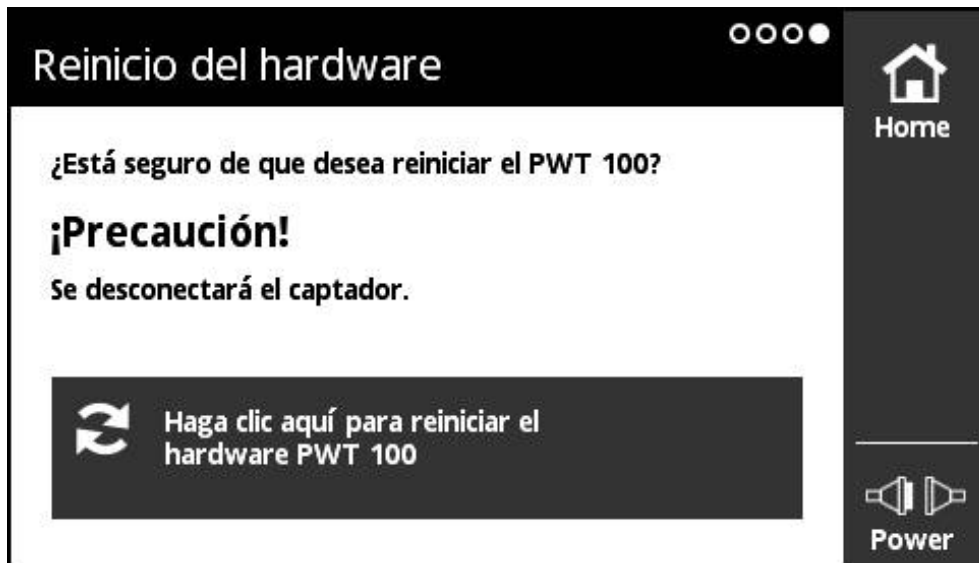 Reinicio del hardware
Home
¿Está seguro de que desea reiniciar el PWT 100?
¡Precaución!
Se desconectará el captador.
Haga clic aquí para reiniciar el
hardware PWT 100
Power